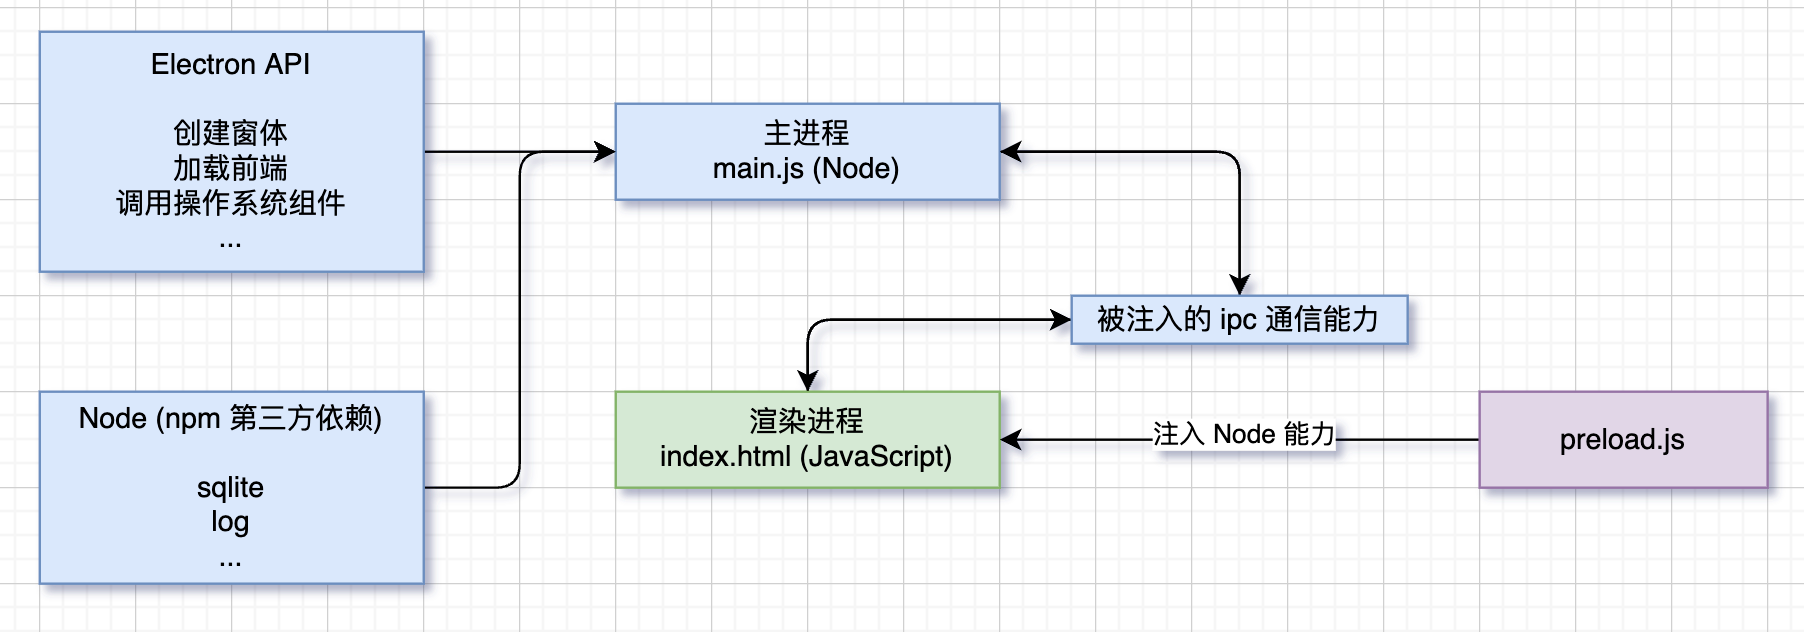 Electron API
创建窗体
加载前端
调用操作系统组件
...
主进程
main.js (Node)
被注入的 ipc 通信能力
Node (npm 第三方依赖)
sqlite
log
...
渲染进程
index.html (JavaScript)
注入 Node 能力
preload.js